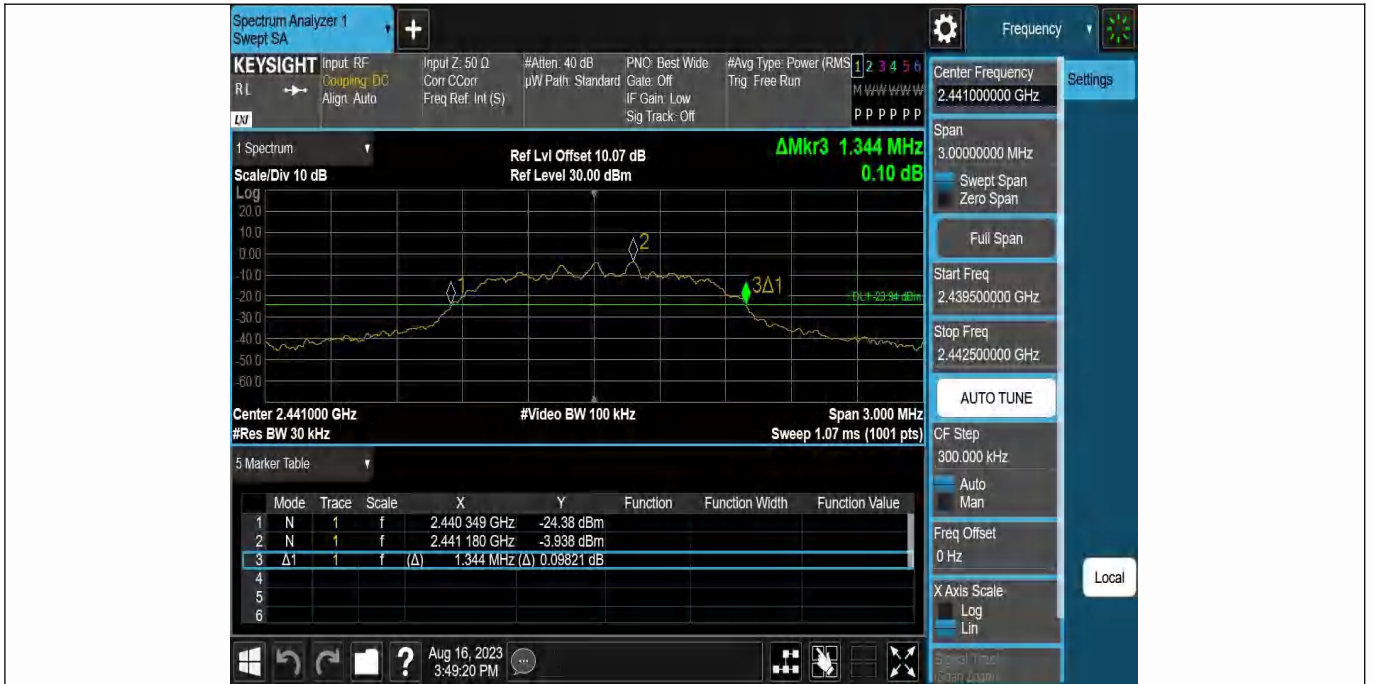 Spectrum Analyzer 1
Swept SA
+
Frequency
KEYSIGHT
Input: RF
Coupling: DC
Align: Auto
Input Z: 50 Ω
Corr CCorr
Freq Ref: Int (S)
#Atten: 40 dB
µW Path: Standard
PNO: Best Wide
Gate: Off
IF Gain: Low
Sig Track: Off
#Avg Type: Power (RMS
Trig: Free Run
1 2 3 4 5 6
M W W W W W
P P P P P P
R L
LXI
Center Frequency
2.441000000 GHz
Settings
Span
3.00000000 MHz
Swept Span
Zero Span
Full Span
Start Freq
2.439500000 GHz
Stop Freq
2.442500000 GHz
AUTO TUNE
CF Step
300.000 kHz
Auto
Man
Freq Offset
0 Hz
X Axis Scale
Log
Lin
Signal Track
(Span Zoom)
Local
1 Spectrum
Scale/Div 10 dB
Ref Lvl Offset 10.07 dB
Ref Level 30.00 dBm
ΔMkr3 1.344 MHz
0.10 dB
Log
20.0
10.0
0.00
-10.0
-20.0
-30.0
-40.0
-50.0
-60.0
1
2
3Δ1
DL1 -23.94 dBm
Center 2.441000 GHz
#Res BW 30 kHz
#Video BW 100 kHz
Span 3.000 MHz
Sweep 1.07 ms (1001 pts)
5 Marker Table
Mode Trace Scale X Y Function Function Width Function Value
1 N 1 f 2.440 349 GHz -24.38 dBm
2 N 1 f 2.441 180 GHz -3.938 dBm
3 Δ1 1 f (Δ) 1.344 MHz (Δ) 0.09821 dB
4
5
6
?
Aug 16, 2023
3:49:20 PM